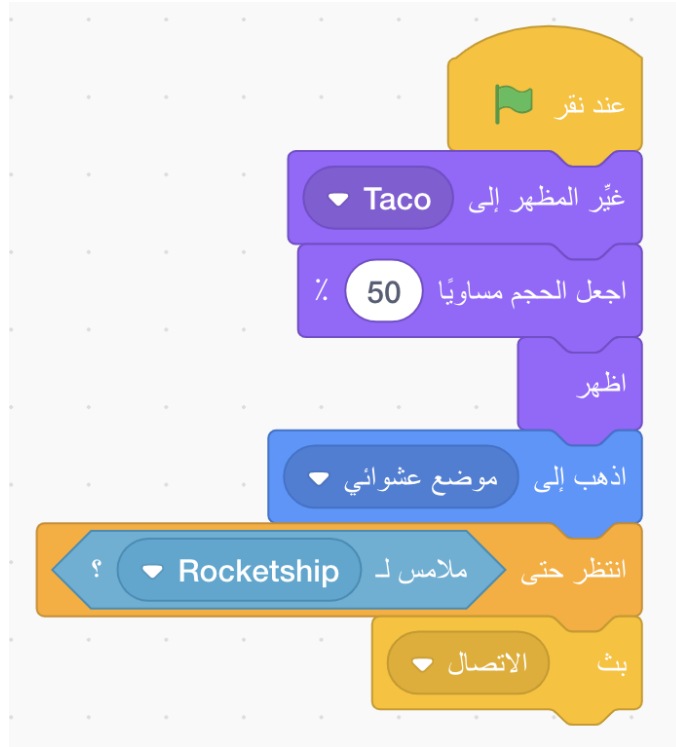 عند نقر
غيِّر المظهر إلى Taco
اجعل الحجم مساويًا 50 ٪
اظهر
اذهب إلى موضع عشوائي
انتظر حتى ملامس لـ Rocketship ؟
بث الاتصال